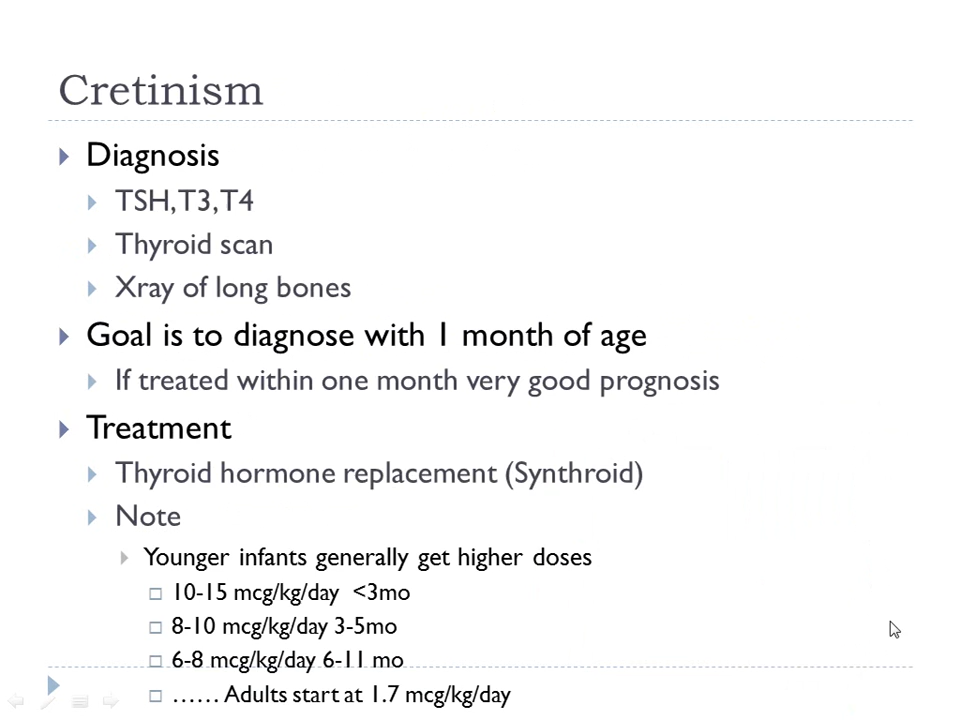 Cretinism
Diagnosis
TSH, T3, T4
Thyroid scan
Xray of long bones
Goal is to diagnose with 1 month of age
If treated within one month very good prognosis
Treatment
Thyroid hormone replacement (Synthroid)
Note
Younger infants generally get higher doses
10-15 mcg/kg/day <3mo
8-10 mcg/kg/day 3-5mo
6-8 mcg/kg/day 6-11 mo
…… Adults start at 1.7 mcg/kg/day